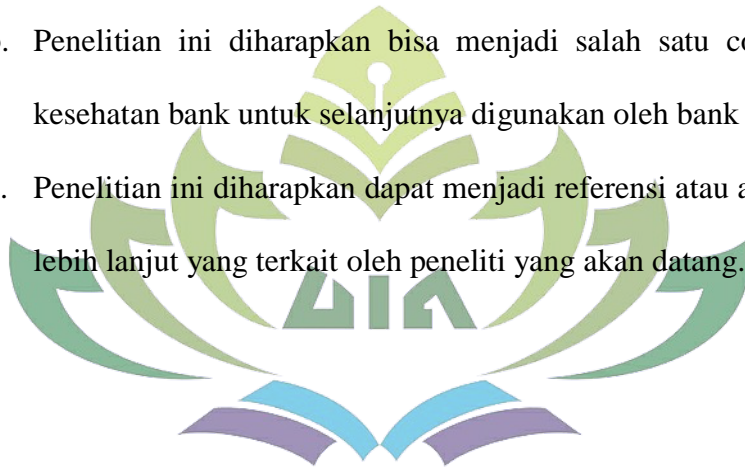 . Penelitian ini diharapkan bisa menjadi salah satu
kesehatan bank untuk selanjutnya digunakan oleh bank
. Penelitian ini diharapkan dapat menjadi referensi atau
lebih lanjut yang terkait oleh peneliti yang akan datang.
UIN